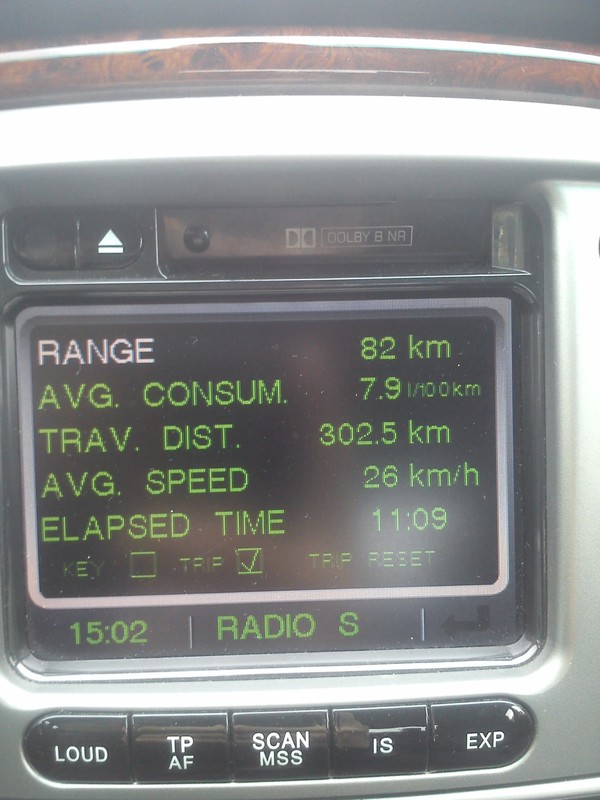 DOLBY B NR
RANGE 82 km
AVG. CONSUM. 7.9 l/100km
TRAV. DIST. 302.5 km
AVG. SPEED 26 km/h
ELAPSED TIME 11:09
KEY TRIP TRIP RESET
15:02 RADIO S
LOUD TP AF SCAN MSS IS EXP